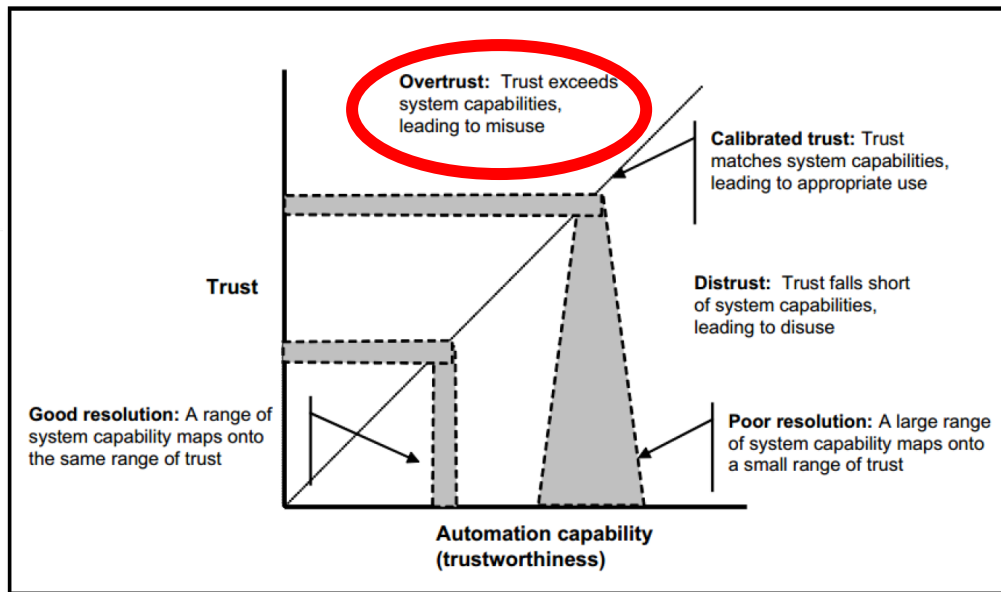 Overtrust: Trust exceeds
system capabilities,
leading to misuse
Calibrated trust: Trust
matches system capabilities,
leading to appropriate use
Trust
Distrust: Trust falls short
of system capabilities,
leading to disuse
Good resolution: A range of
system capability maps onto
the same range of trust
Poor resolution: A large range
of system capability maps onto
a small range of trust
Automation capability
(trustworthiness)